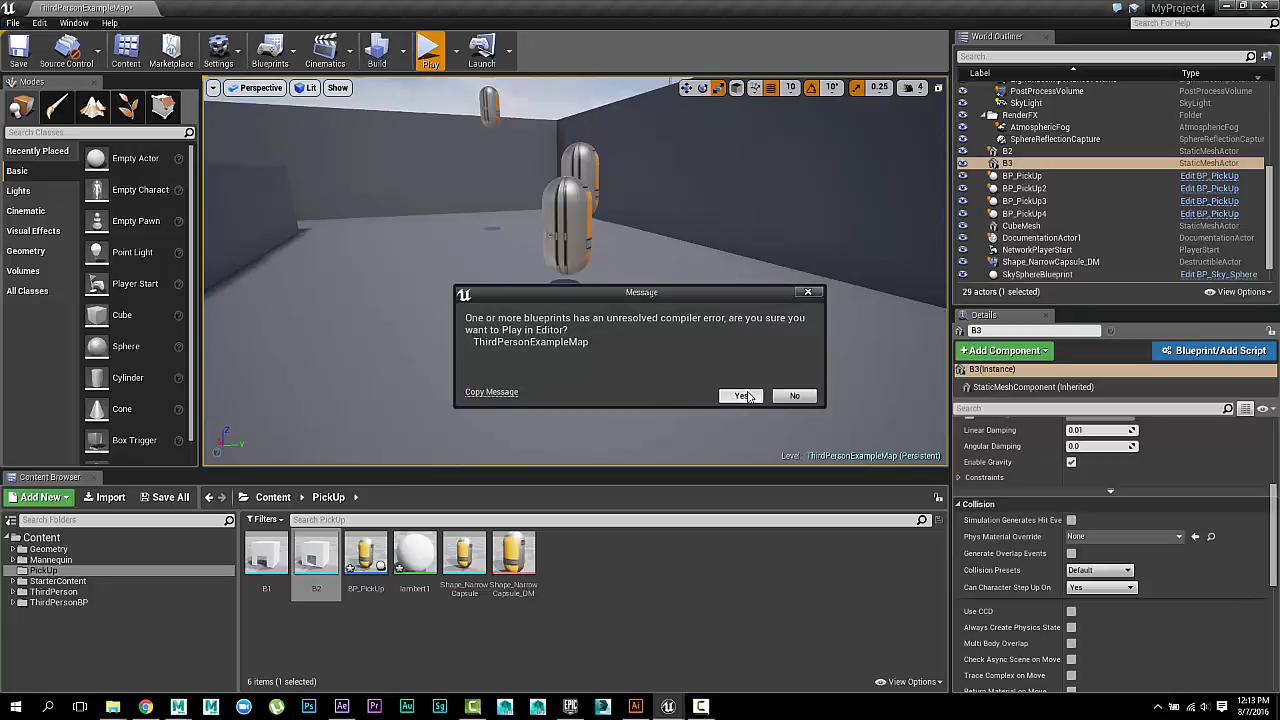 ThirdPersonExampleMap*
MyProject4
File
Edit
Window
Help
Search For Help
Save
Source Control
Content
Marketplace
Settings
Blueprints
Cinematics
Build
Play
Launch
World Outliner
Search...
Label
Type
PostProcessVolume PostProcessVolume
SkyLight SkyLight
RenderFX Folder
AtmosphericFog AtmosphericFog
SphereReflectionCapture SphereReflectionCapture
B2 StaticMeshActor
B3 StaticMeshActor
BP_PickUp Edit BP_PickUp
BP_PickUp2 Edit BP_PickUp
BP_PickUp3 Edit BP_PickUp
BP_PickUp4 Edit BP_PickUp
CubeMesh StaticMeshActor
DocumentationActor1 DocumentationActor
NetworkPlayerStart PlayerStart
Shape_NarrowCapsule_DM DestructibleActor
SkySphereBlueprint Edit BP_Sky_Sphere
29 actors (1 selected)
View Options
Modes
Search Classes
Recently Placed
Basic
Lights
Cinematic
Visual Effects
Geometry
Volumes
All Classes
Empty Actor
Empty Charact
Empty Pawn
Point Light
Player Start
Cube
Sphere
Cylinder
Cone
Box Trigger
Perspective
Lit
Show
10
10°
0.25
4
Level: ThirdPersonExampleMap (Persistent)
Message
One or more blueprints has an unresolved compiler error, are you sure you
want to Play in Editor?
ThirdPersonExampleMap
Copy Message
Yes
No
Details
B3
+Add Component
Blueprint/Add Script
B3(Instance)
StaticMeshComponent (Inherited)
Search
Linear Damping 0.01
Angular Damping 0.0
Enable Gravity
Constraints
Collision
Simulation Generates Hit Eve
Phys Material Override None
Generate Overlap Events
Collision Presets Default
Can Character Step Up On Yes
Use CCD
Always Create Physics State
Multi Body Overlap
Check Async Scene on Move
Trace Complex on Move
Return Material on Move
Content Browser
Add New
Import
Save All
Content
PickUp
Search Folders
Filters
Search PickUp
Content
Geometry
Mannequin
PickUp
StarterContent
ThirdPerson
ThirdPersonBP
B1
B2
BP_PickUp
lambert1
Shape_Narrow
Capsule
Shape_Narrow
Capsule_DM
6 items (1 selected)
View Options
12:13 PM
8/7/2016